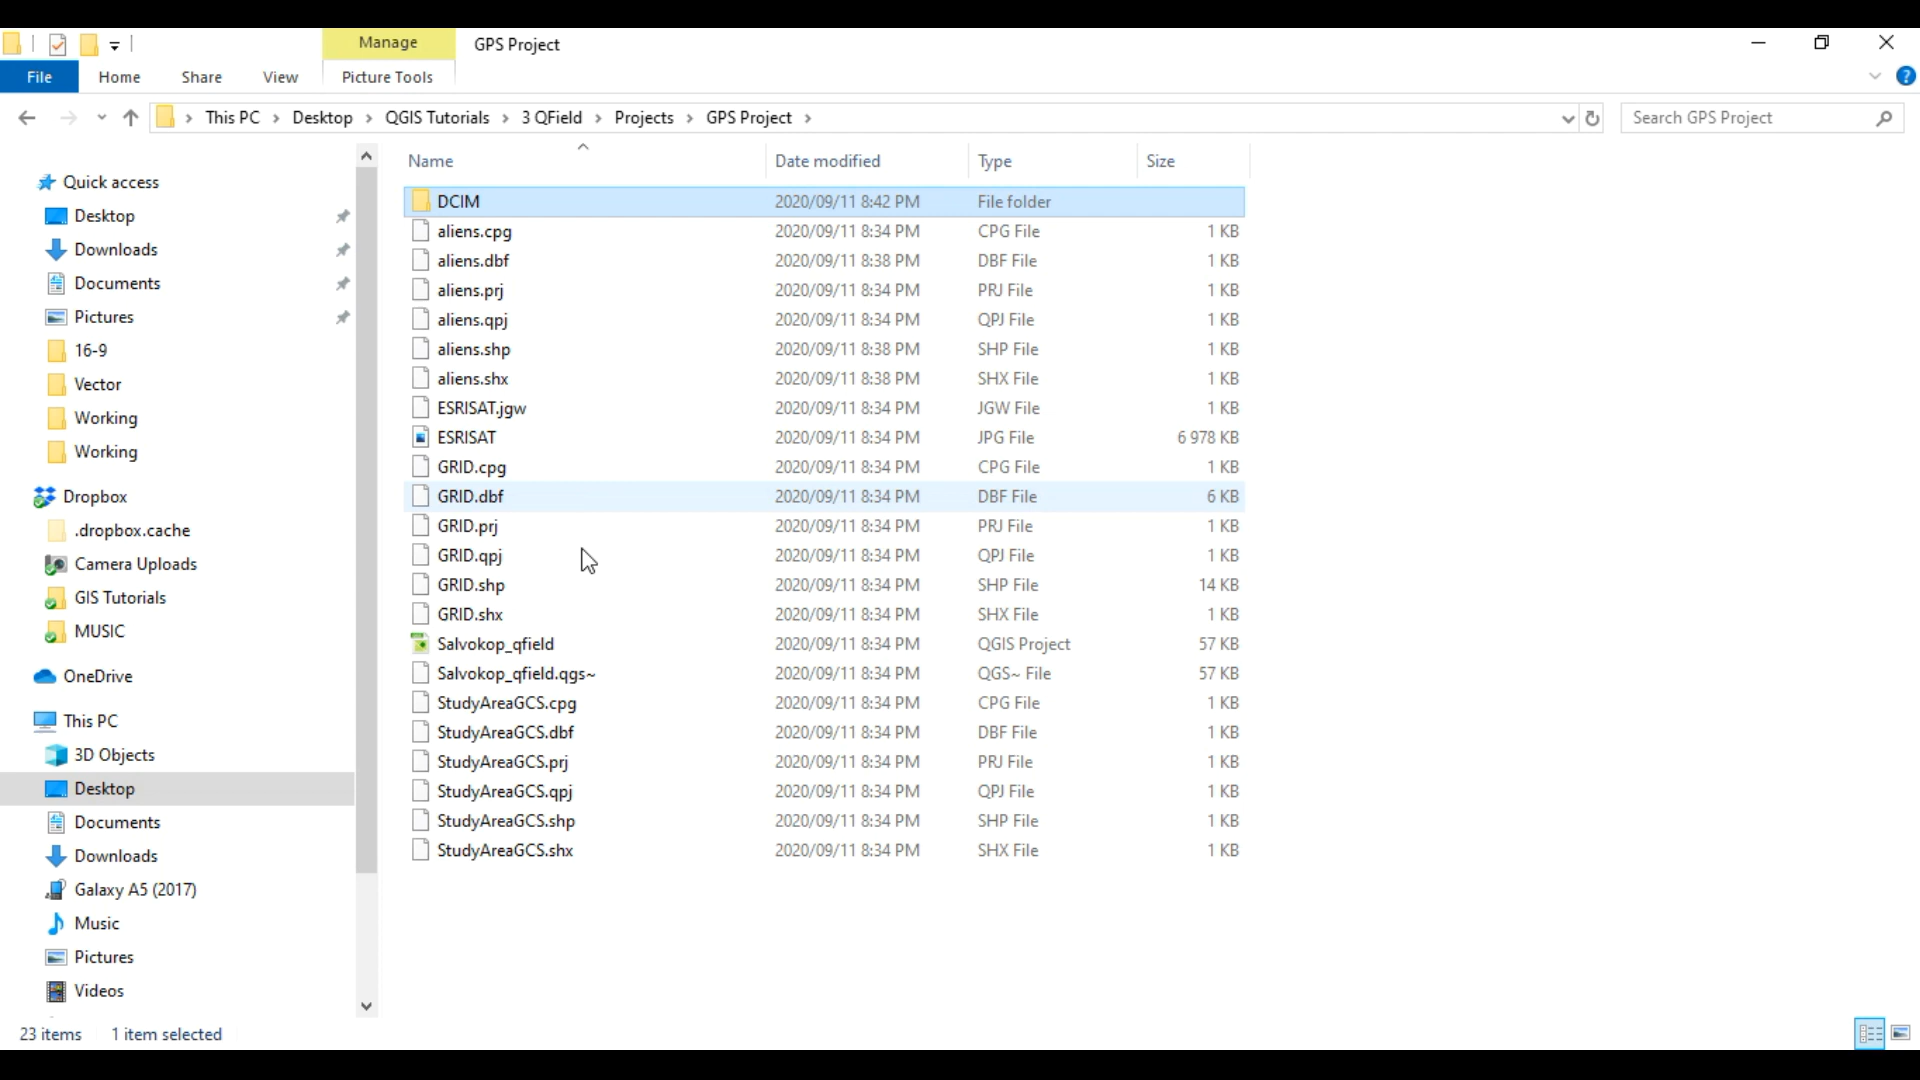 Manage
GPS Project
File
Home
Share
View
Picture Tools
This PC
Desktop
QGIS Tutorials
3 QField
Projects
GPS Project
Search GPS Project
Quick access
Desktop
Downloads
Documents
Pictures
16-9
Vector
Working
Working
Dropbox
.dropbox.cache
Camera Uploads
GIS Tutorials
MUSIC
OneDrive
This PC
3D Objects
Desktop
Documents
Downloads
Galaxy A5 (2017)
Music
Pictures
Videos
Name Date modified Type Size
DCIM 2020/09/11 8:42 PM File folder
aliens.cpg 2020/09/11 8:34 PM CPG File 1 KB
aliens.dbf 2020/09/11 8:38 PM DBF File 1 KB
aliens.prj 2020/09/11 8:34 PM PRJ File 1 KB
aliens.qpj 2020/09/11 8:34 PM QPJ File 1 KB
aliens.shp 2020/09/11 8:38 PM SHP File 1 KB
aliens.shx 2020/09/11 8:38 PM SHX File 1 KB
ESRISAT.jgw 2020/09/11 8:34 PM JGW File 1 KB
ESRISAT 2020/09/11 8:34 PM JPG File 6 978 KB
GRID.cpg 2020/09/11 8:34 PM CPG File 1 KB
GRID.dbf 2020/09/11 8:34 PM DBF File 6 KB
GRID.prj 2020/09/11 8:34 PM PRJ File 1 KB
GRID.qpj 2020/09/11 8:34 PM QPJ File 1 KB
GRID.shp 2020/09/11 8:34 PM SHP File 14 KB
GRID.shx 2020/09/11 8:34 PM SHX File 1 KB
Salvokop_qfield 2020/09/11 8:34 PM QGIS Project 57 KB
Salvokop_qfield.qgs~ 2020/09/11 8:34 PM QGS~ File 57 KB
StudyAreaGCS.cpg 2020/09/11 8:34 PM CPG File 1 KB
StudyAreaGCS.dbf 2020/09/11 8:34 PM DBF File 1 KB
StudyAreaGCS.prj 2020/09/11 8:34 PM PRJ File 1 KB
StudyAreaGCS.qpj 2020/09/11 8:34 PM QPJ File 1 KB
StudyAreaGCS.shp 2020/09/11 8:34 PM SHP File 1 KB
StudyAreaGCS.shx 2020/09/11 8:34 PM SHX File 1 KB
23 items 1 item selected